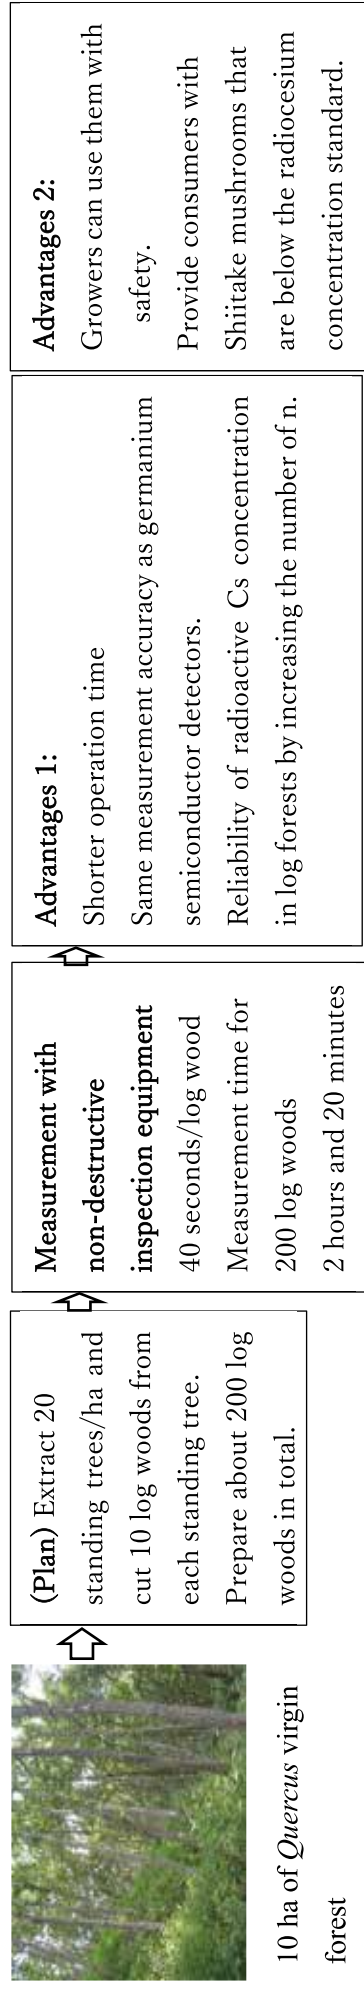 10 ha of Quercus virgin
forest
(Plan) Extract 20
standing trees/ha and
cut 10 log woods from
each standing tree.
Prepare about 200 log
woods in total.
Measurement with
non-destructive
inspection equipment
40 seconds/log wood
Measurement time for
200 log woods
2 hours and 20 minutes
Advantages 1:
Shorter operation time
Same measurement accuracy as germanium
semiconductor detectors.
Reliability of radioactive Cs concentration
in log forests by increasing the number of n.
Advantages 2:
Growers can use them with
safety.
Provide consumers with
Shiitake mushrooms that
are below the radiocesium
concentration standard.